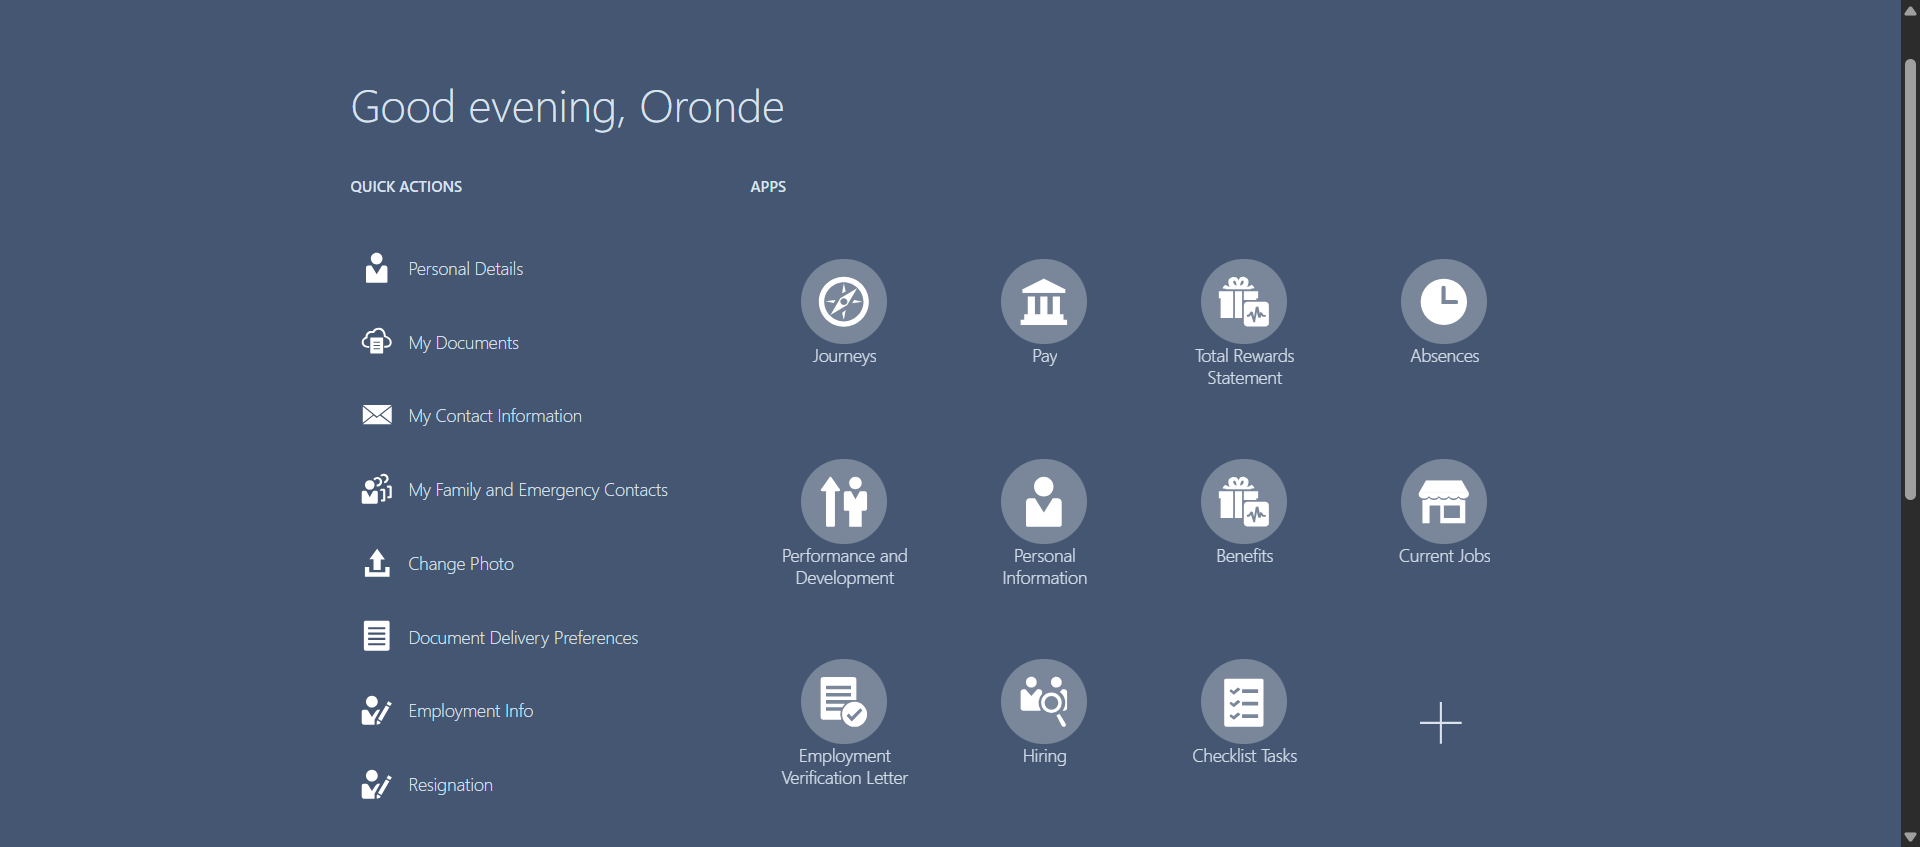 Good evening, Oronde
QUICK ACTIONS
Personal Details
My Documents
My Contact Information
My Family and Emergency Contacts
Change Photo
Document Delivery Preferences
Employment Info
Resignation
APPS
Journeys
Pay
Total Rewards
Statement
Absences
Performance and
Development
Personal
Information
Benefits
Current Jobs
Employment
Verification Letter
Hiring
Checklist Tasks